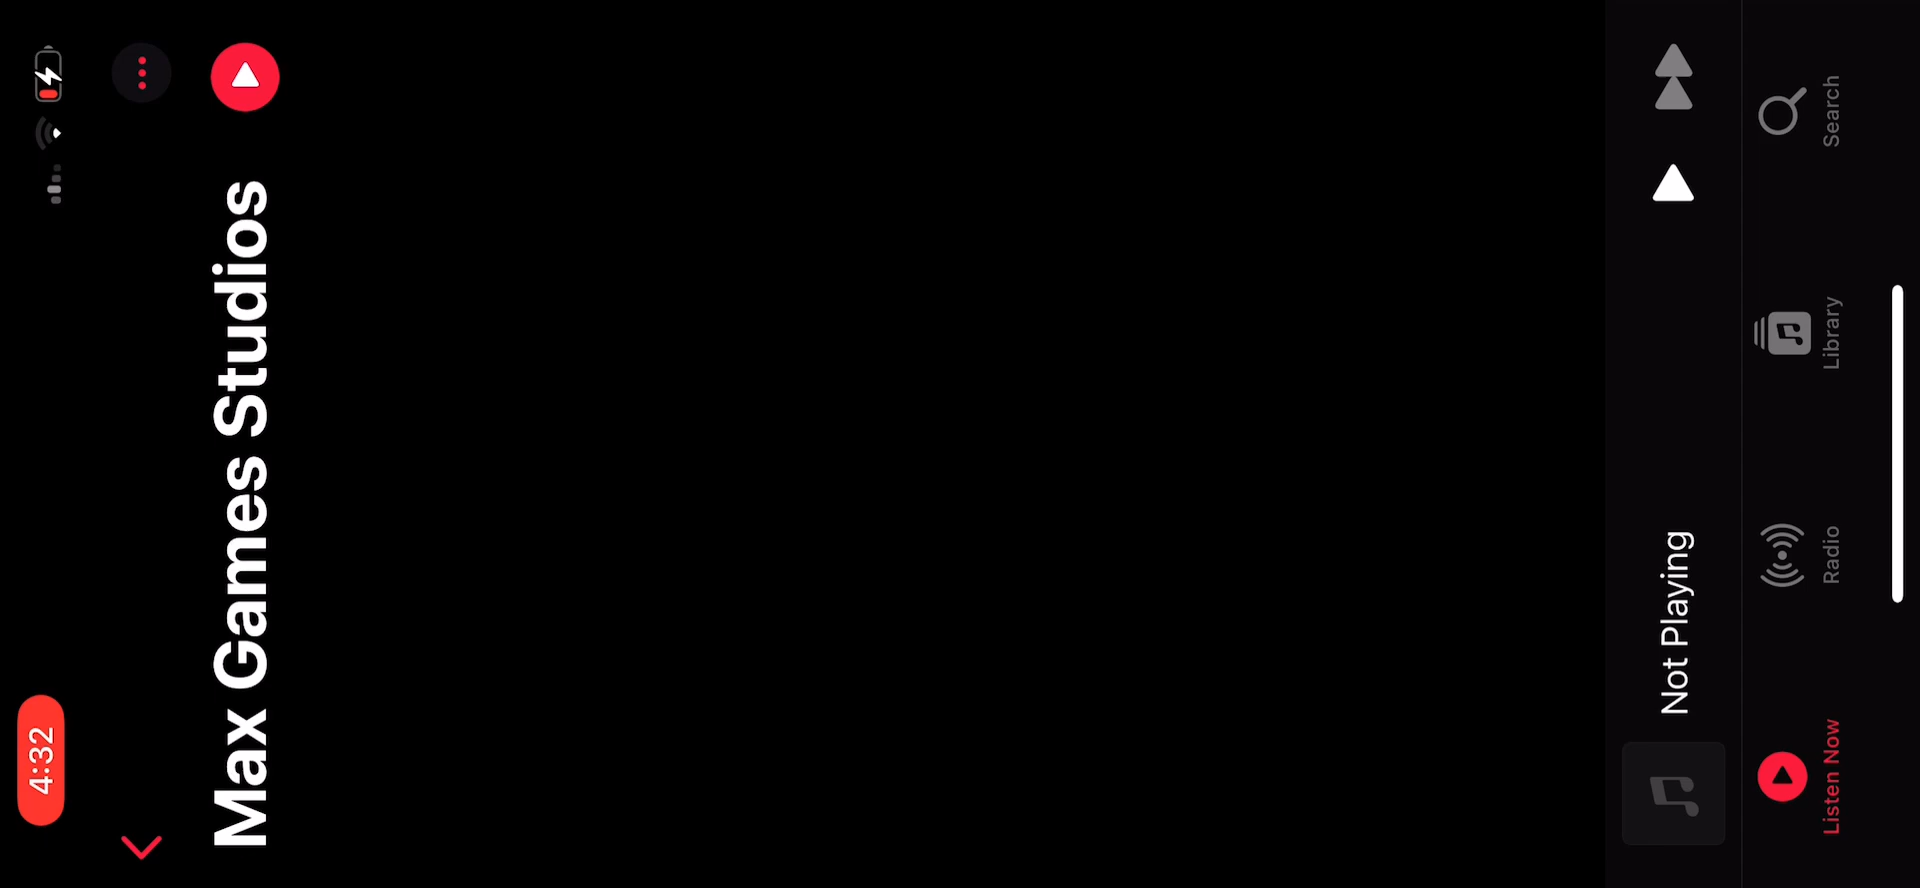 4:32
Max Games Studios
Not Playing
Listen Now
Radio
Library
Search